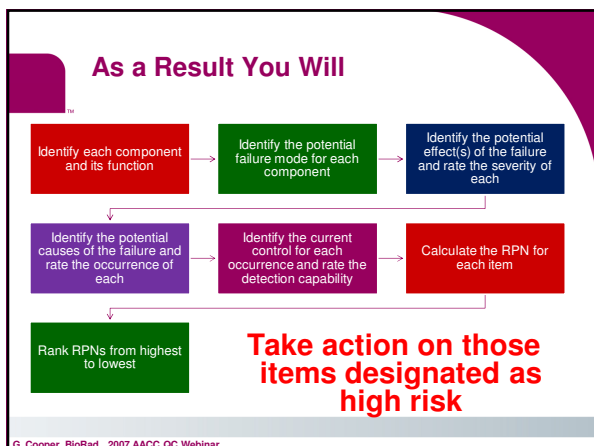 As a Result You Will
TM
Identify each component
and its function
Identify the potential
failure mode for each
component
Identify the potential
effect(s) of the failure
and rate the severity of
each
Identify the potential
causes of the failure and
rate the occurrence of
each
Identify the current
control for each
occurrence and rate the
detection capability
Calculate the RPN for
each item
Rank RPNs from highest
to lowest
Take action on those
items designated as
high risk
G. Cooper, BioRad, 2007 AACC QC Webinar